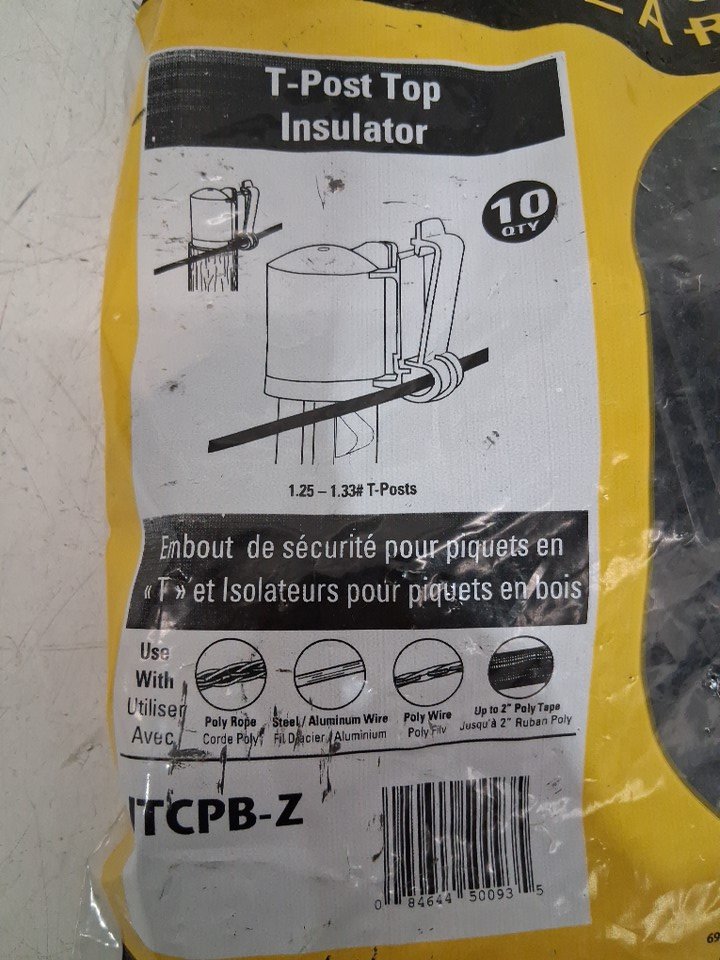 T-Post Top
Insulator
10
QTY
1.25 – 1.33# T-Posts
Embout de sécurité pour piquets en
« T » et Isolateurs pour piquets en bois
Use
With
Utiliser
Avec
Poly Rope
Corde Poly
Steel / Aluminum Wire
Fil D'acier / Aluminium
Poly Wire
Poly Fil
Up to 2" Poly Tape
Jusqu'à 2" Ruban Poly
ITCPB-Z
0 84644 50093 5
69